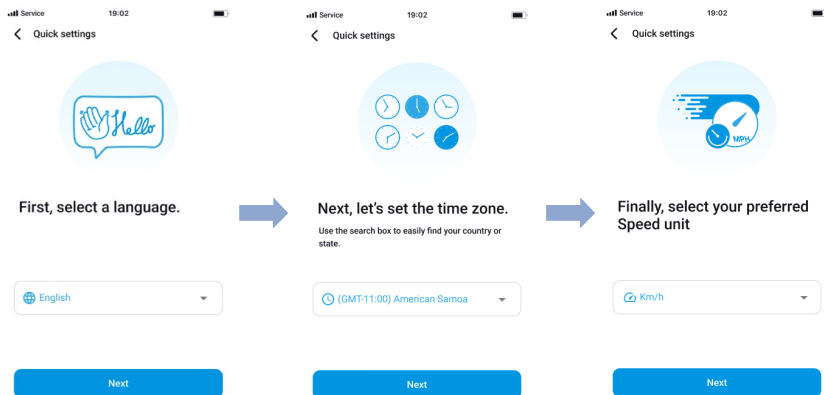 Service 19:02
Quick settings
Hello
First, select a language.
English
Next
Service 19:02
Quick settings
Next, let's set the time zone.
Use the search box to easily find your country or
state.
(GMT-11:00) American Samoa
Next
Service 19:02
Quick settings
MPH
Finally, select your preferred
Speed unit
Km/h
Next